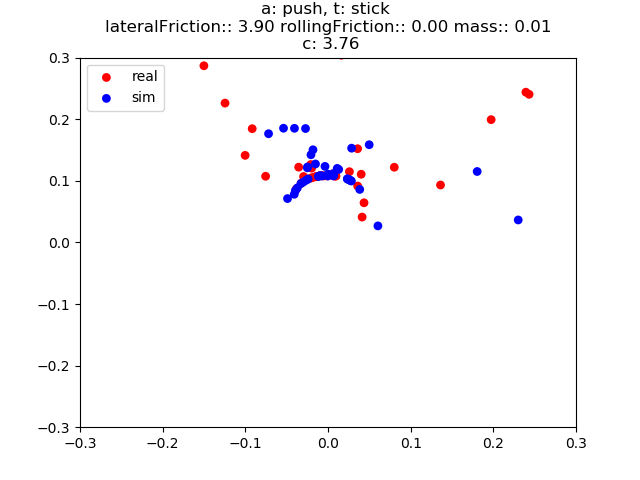 a: push, t: stick
lateralFriction:: 3.90 rollingFriction:: 0.00 mass:: 0.01
c: 3.76
real
sim
0.3
0.2
0.1
0.0
−0.1
−0.2
−0.3
−0.3
−0.2
−0.1
0.0
0.1
0.2
0.3